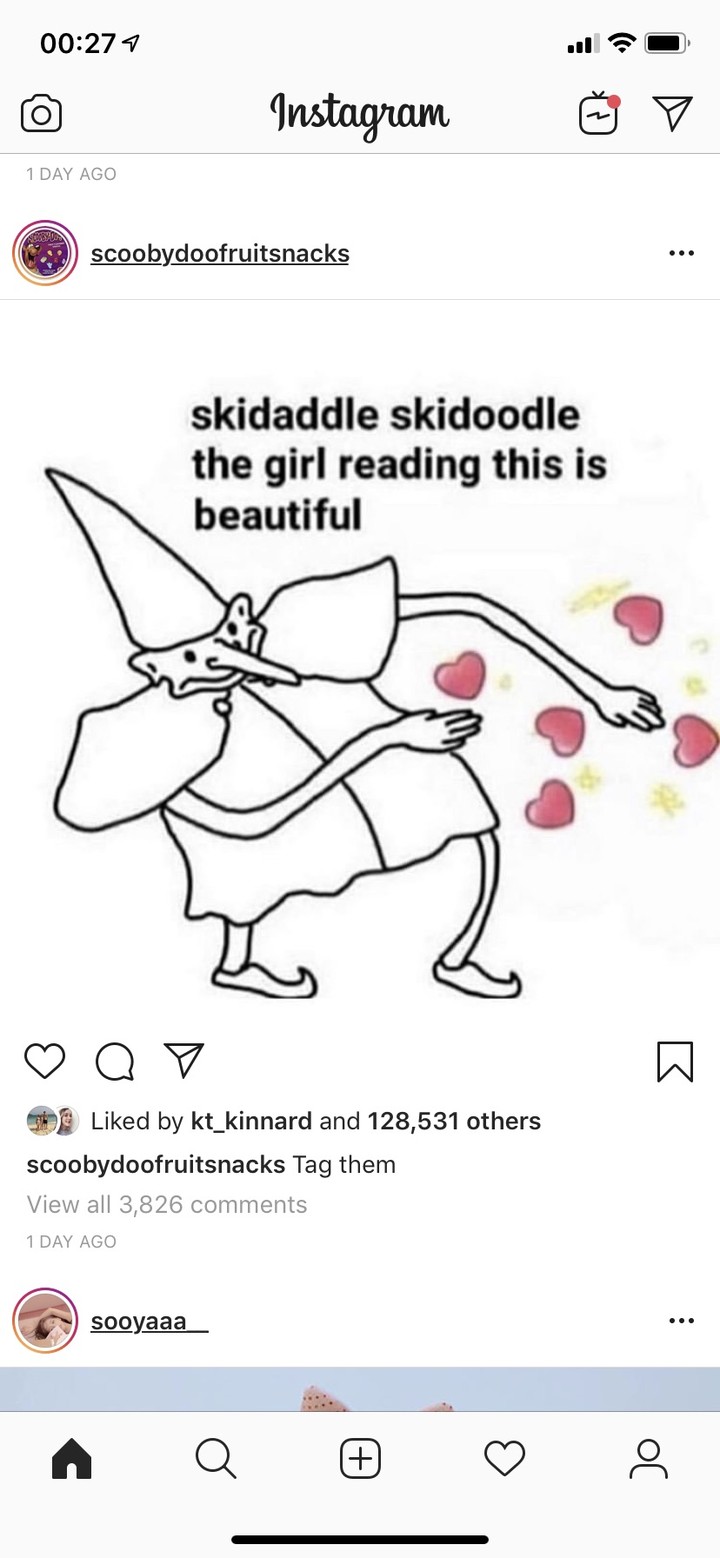 00:27
Instagram
1 DAY AGO
scoobydoofruitsnacks
skidaddle skidoodle
the girl reading this is
beautiful
Liked by kt_kinnard and 128,531 others
scoobydoofruitsnacks Tag them
View all 3,826 comments
1 DAY AGO
sooyaaa__